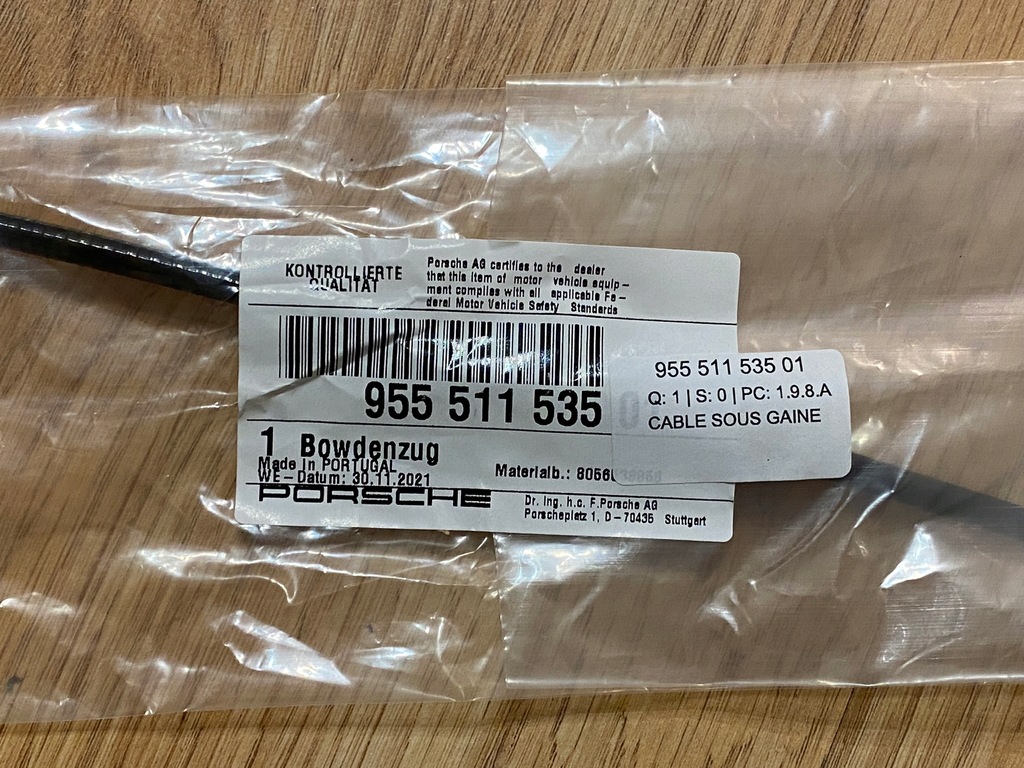 KONTROLLIERTE
QUALITÄT
Porsche AG certifies to the dealer
that this item of motor vehicle equip-
ment complies with all applicable Fe-
deral Motor Vehicle Safety Standards
955 511 535
1 Bowdenzug
Made in PORTUGAL
WE-Datum: 30.11.2021
Materialb.:
PORSCHE
Dr. Ing. h.c. F.Porsche AG
Porscheplatz 1, D-70435 Stuttgart
955 511 535 01
Q: 1 | S: 0 | PC: 1.9.8.A
CABLE SOUS GAINE